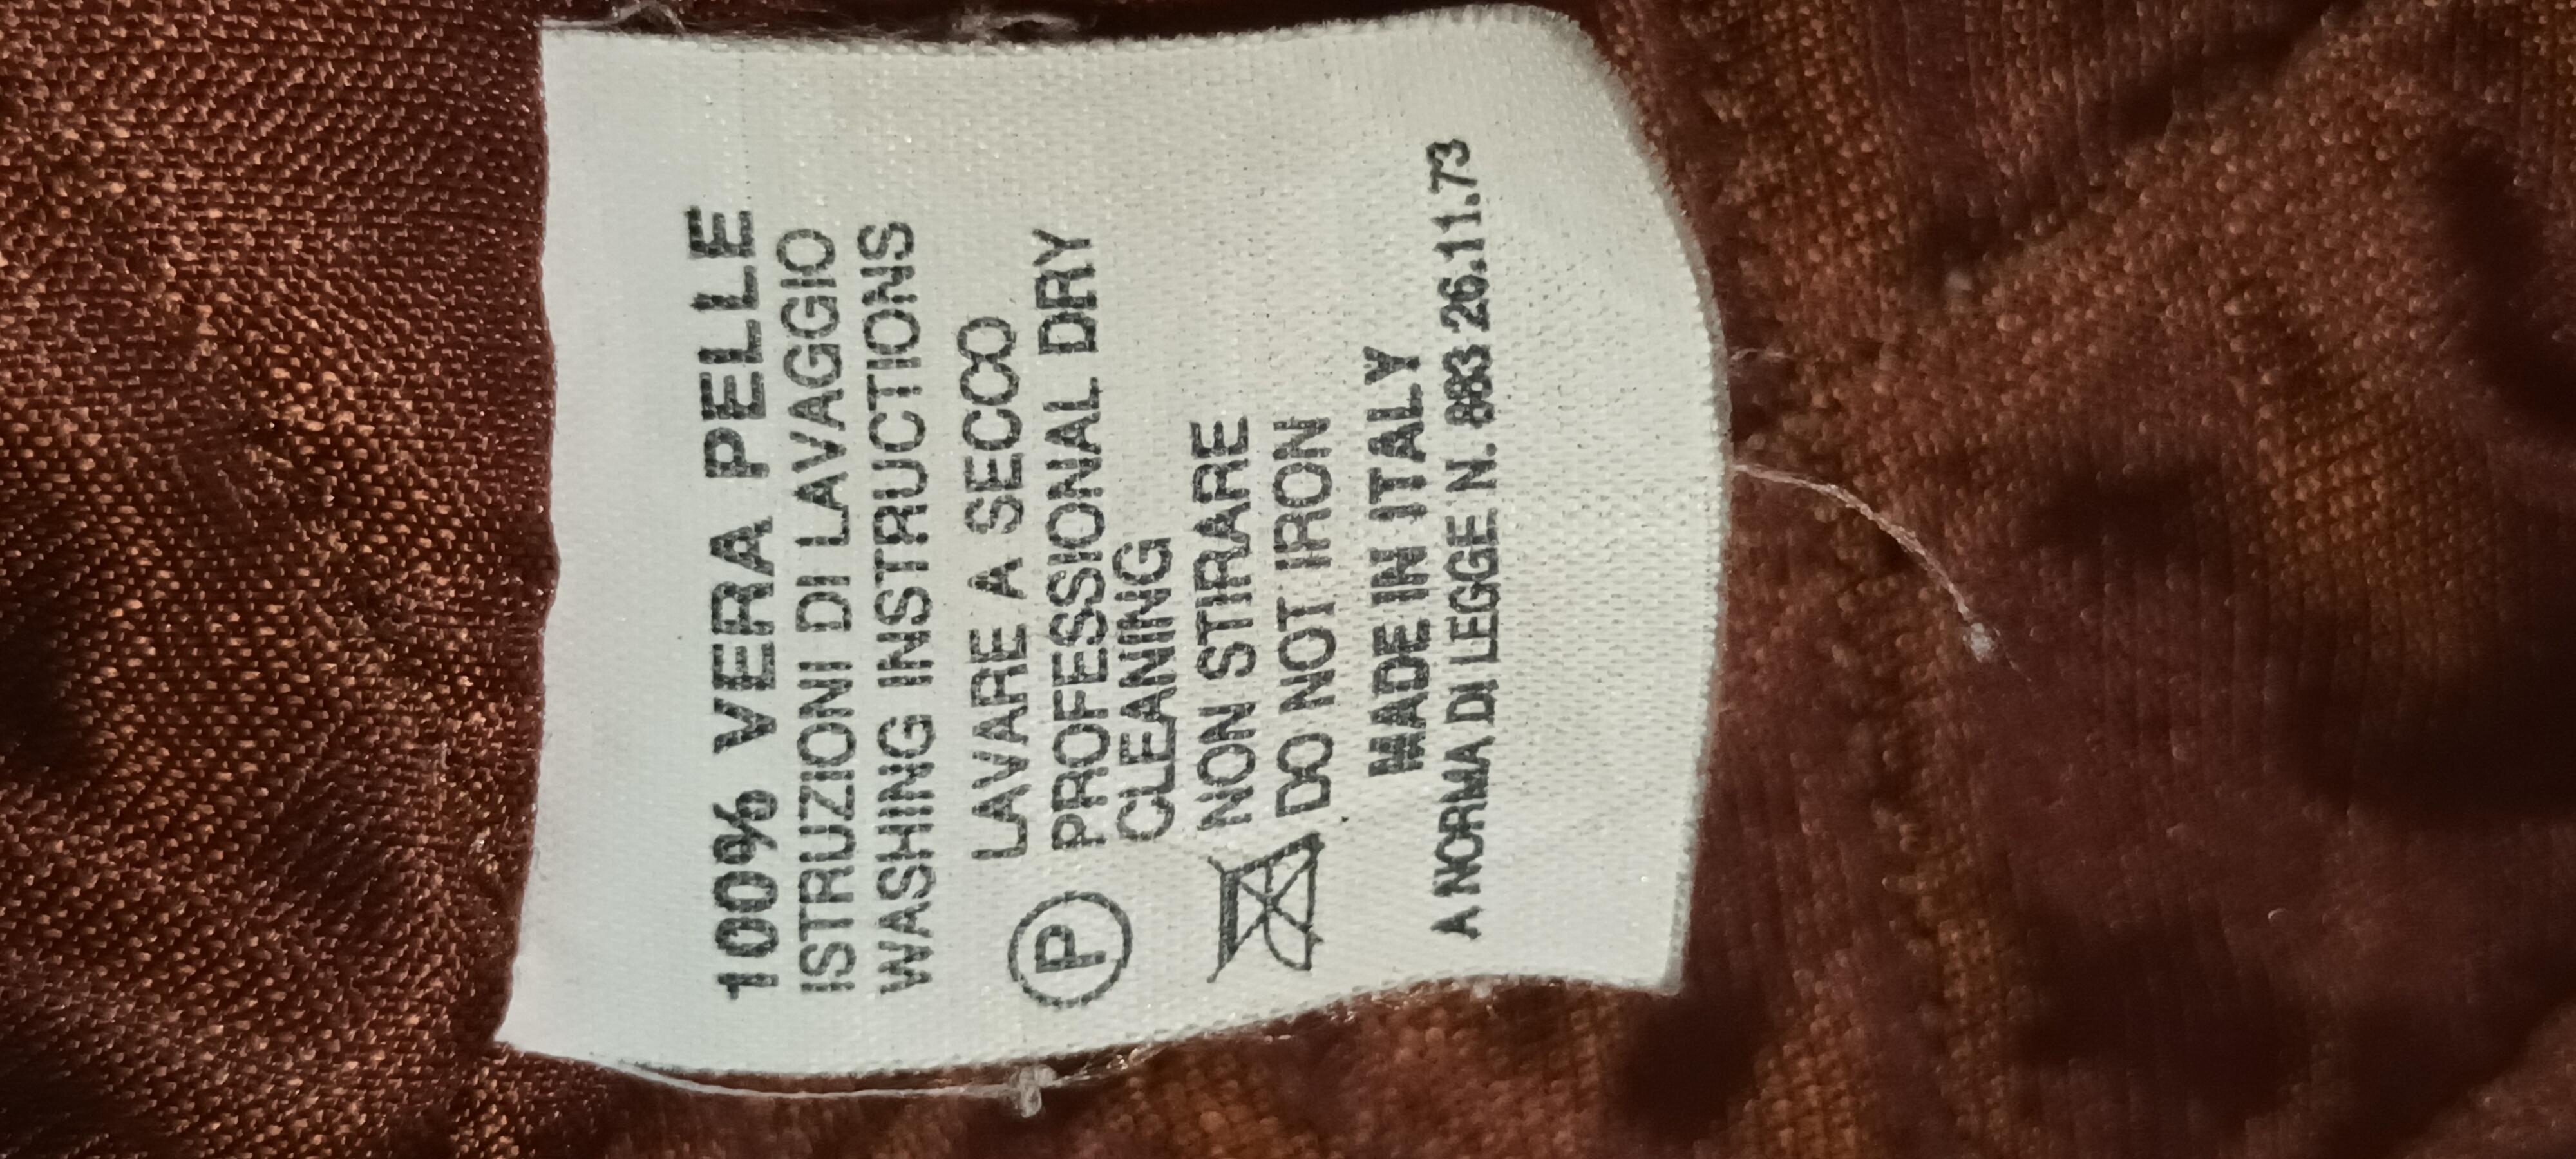 100% VERA PELLE
ISTRUZIONI DI LAVAGGIO
WASHING INSTRUCTIONS
LAVARE A SECCO
P PROFESSIONAL DRY
CLEANING
NON STIRARE
DO NOT IRON
MADE IN ITALY
A NORMA DI LEGGE N. 883 26.11.73